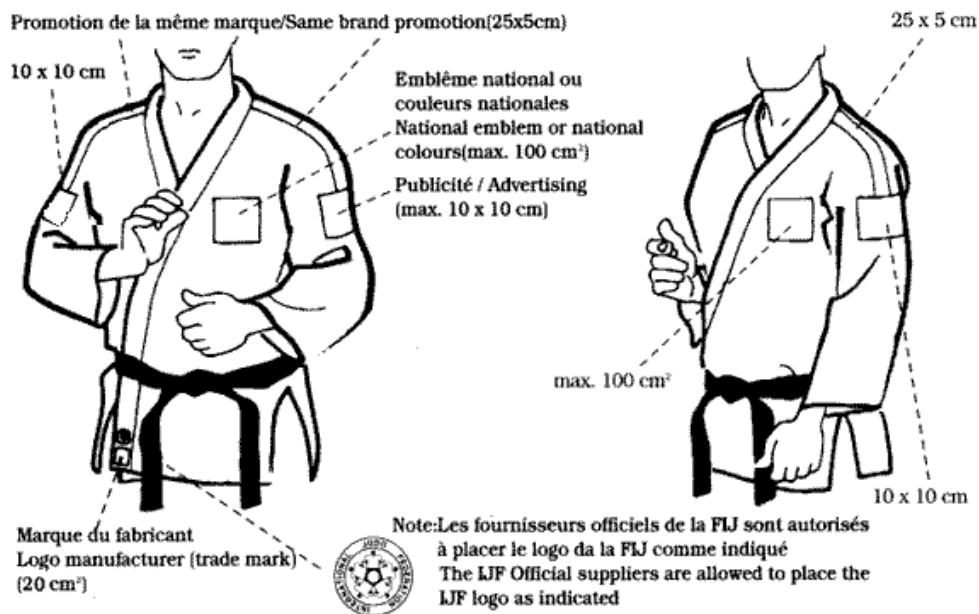 Promotion de la même marque/Same brand promotion(25x5cm)
10 x 10 cm
Emblême national ou
couleurs nationales
National emblem or national
colours(max. 100 cm²)
Publicité / Advertising
(max. 10 x 10 cm)
25 x 5 cm
max. 100 cm²
10 x 10 cm
Marque du fabricant
Logo manufacturer (trade mark)
(20 cm²)
INTERNATIONAL JUDO FEDERATION
Note:Les fournisseurs officiels de la FIJ sont autorisés
à placer le logo da la FIJ comme indiqué
The IJF Official suppliers are allowed to place the
IJF logo as indicated